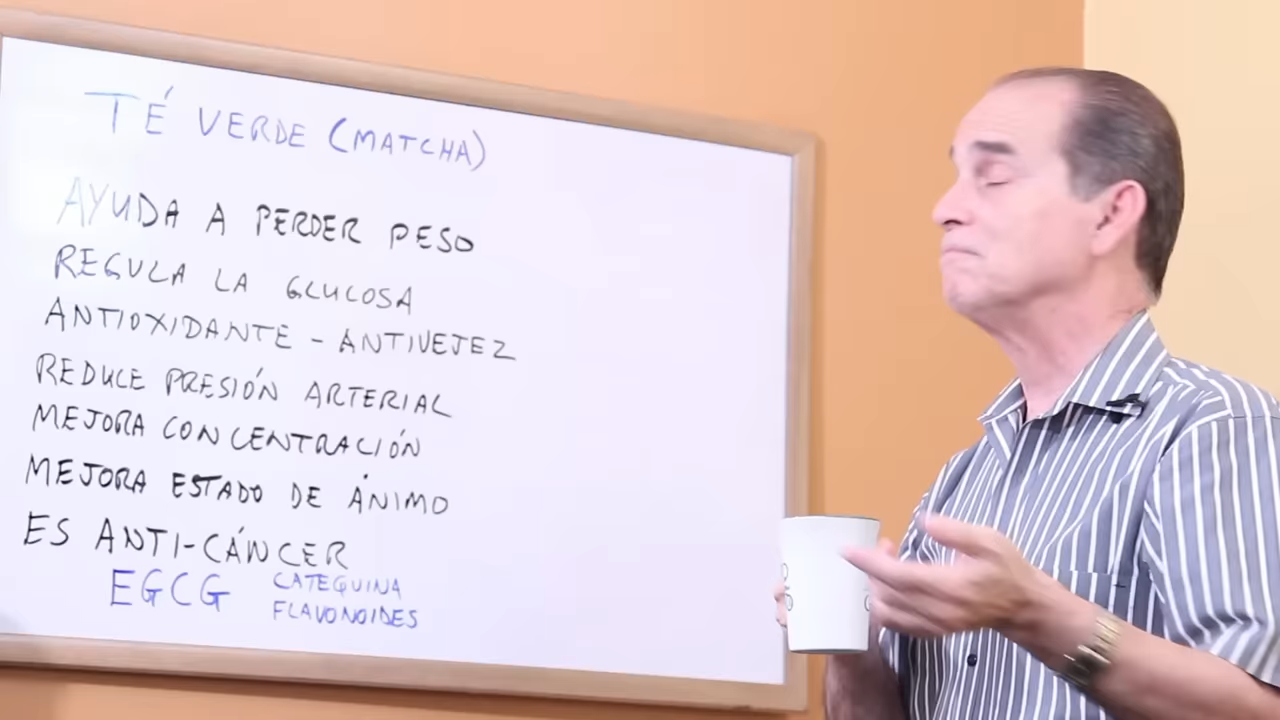 TÉ VERDE (MATCHA)
AYUDA A PERDER PESO
REGULA LA GLUCOSA
ANTIOXIDANTE - ANTIVEJEZ
REDUCE PRESIÓN ARTERIAL
MEJORA CONCENTRACIÓN
MEJORA ESTADO DE ÁNIMO
ES ANTI-CÁNCER
EGCG CATEQUINA
FLAVONOIDES